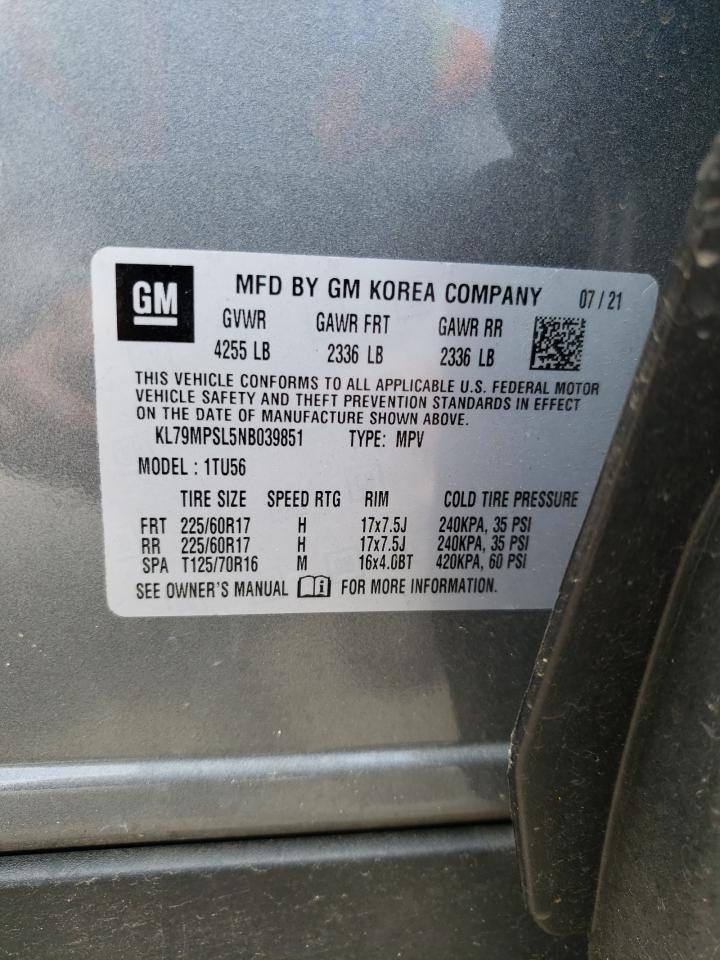 GM
MFD BY GM KOREA COMPANY 07 / 21
GVWR GAWR FRT GAWR RR
4255 LB 2336 LB 2336 LB
THIS VEHICLE CONFORMS TO ALL APPLICABLE U.S. FEDERAL MOTOR
VEHICLE SAFETY AND THEFT PREVENTION STANDARDS IN EFFECT
ON THE DATE OF MANUFACTURE SHOWN ABOVE.
KL79MPSL5NB039851 TYPE: MPV
MODEL : 1TU56
TIRE SIZE SPEED RTG RIM COLD TIRE PRESSURE
FRT 225/60R17 H 17x7.5J 240KPA, 35 PSI
RR 225/60R17 H 17x7.5J 240KPA, 35 PSI
SPA T125/70R16 M 16x4.0BT 420KPA, 60 PSI
SEE OWNER'S MANUAL FOR MORE INFORMATION.